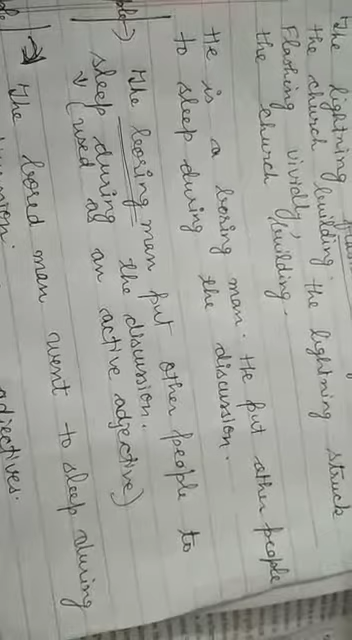 The lightning
the church building the lightning struck
Flashing vividly,
the church building.
He is a boring man. He put other people
to sleep during the discussion.
→ The boring man put other people to
sleep during the discussion.
↓ (used as an active adjective)
→ The bored man went to sleep during
adjectives.